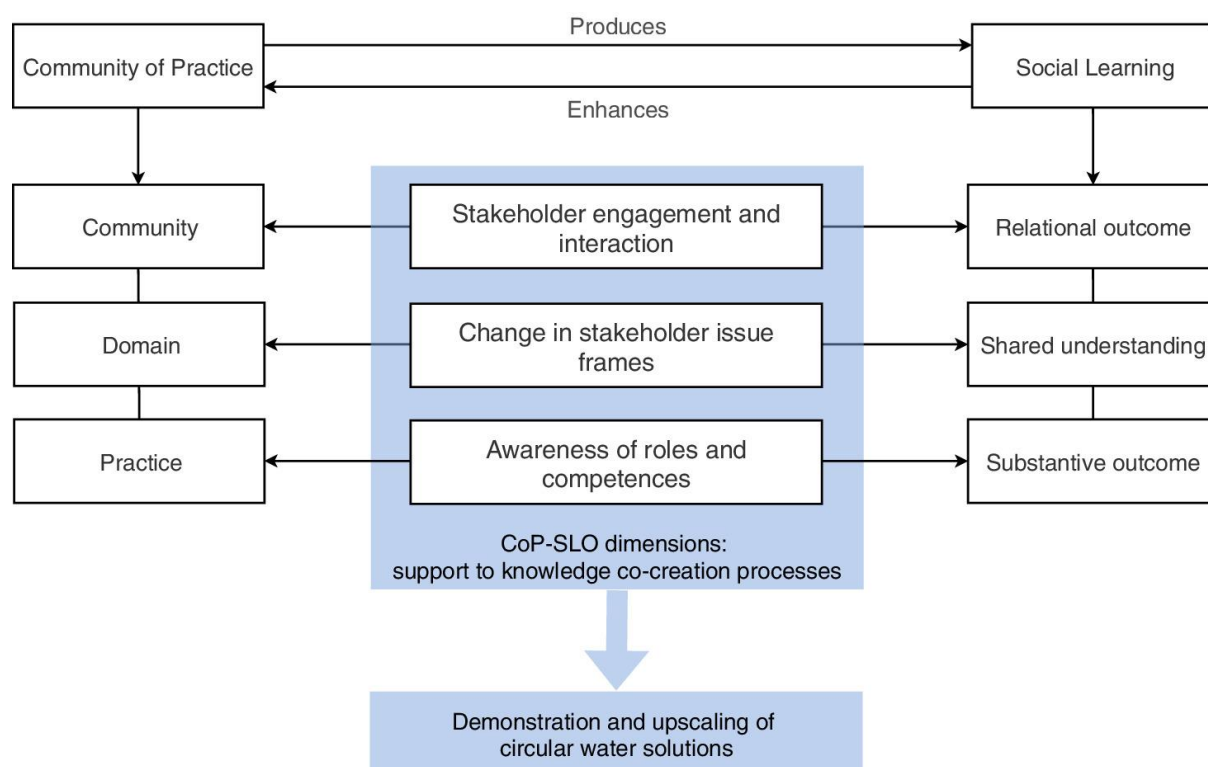 Produces
Community of Practice
Social Learning
Enhances
Community
Stakeholder engagement and
interaction
Relational outcome
Domain
Change in stakeholder issue
frames
Shared understanding
Practice
Awareness of roles and
competences
Substantive outcome
CoP-SLO dimensions:
support to knowledge co-creation processes
Demonstration and upscaling of
circular water solutions